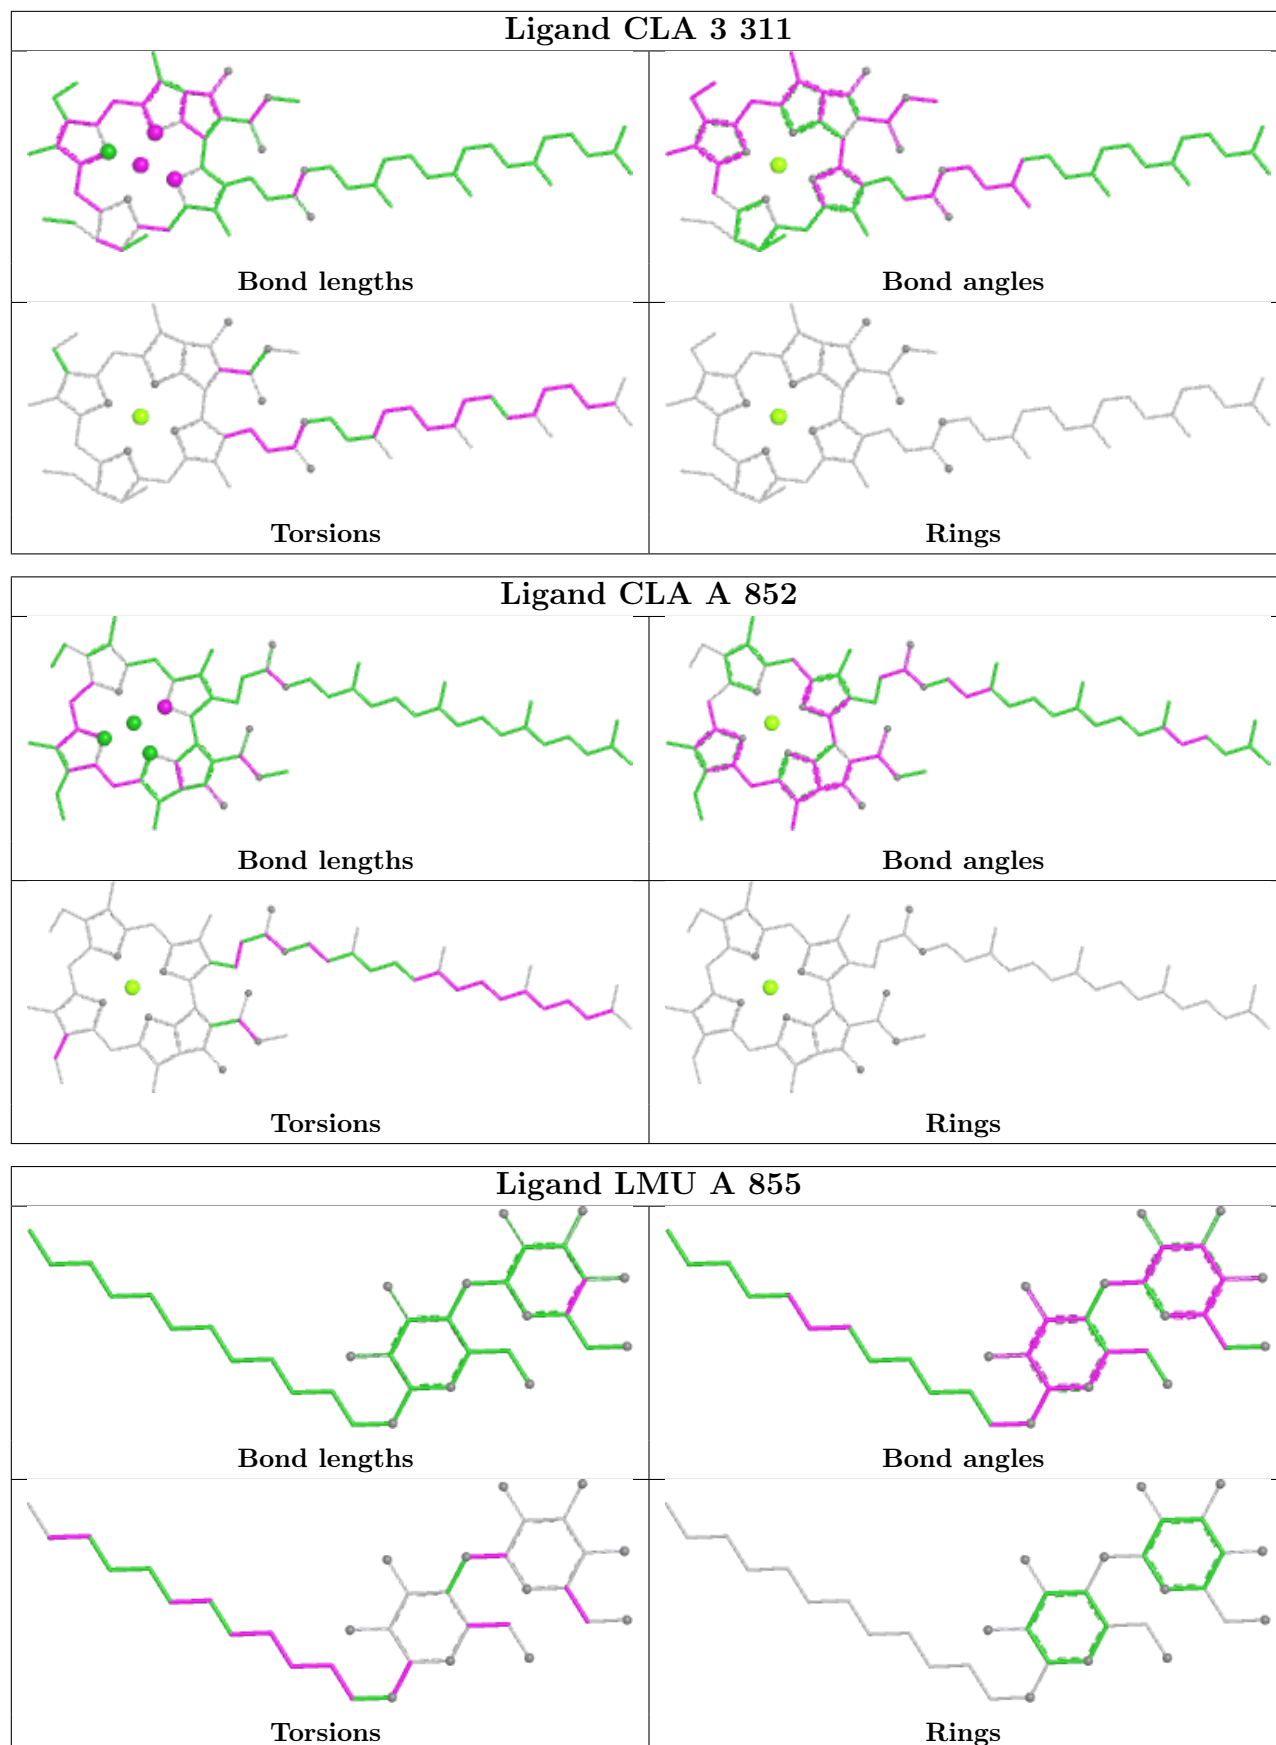 Ligand CLA 3 311
Bond lengths
Bond angles
Torsions
Rings
Ligand CLA A 852
Bond lengths
Bond angles
Torsions
Rings
Ligand LMU A 855
Bond lengths
Bond angles
Torsions
Rings